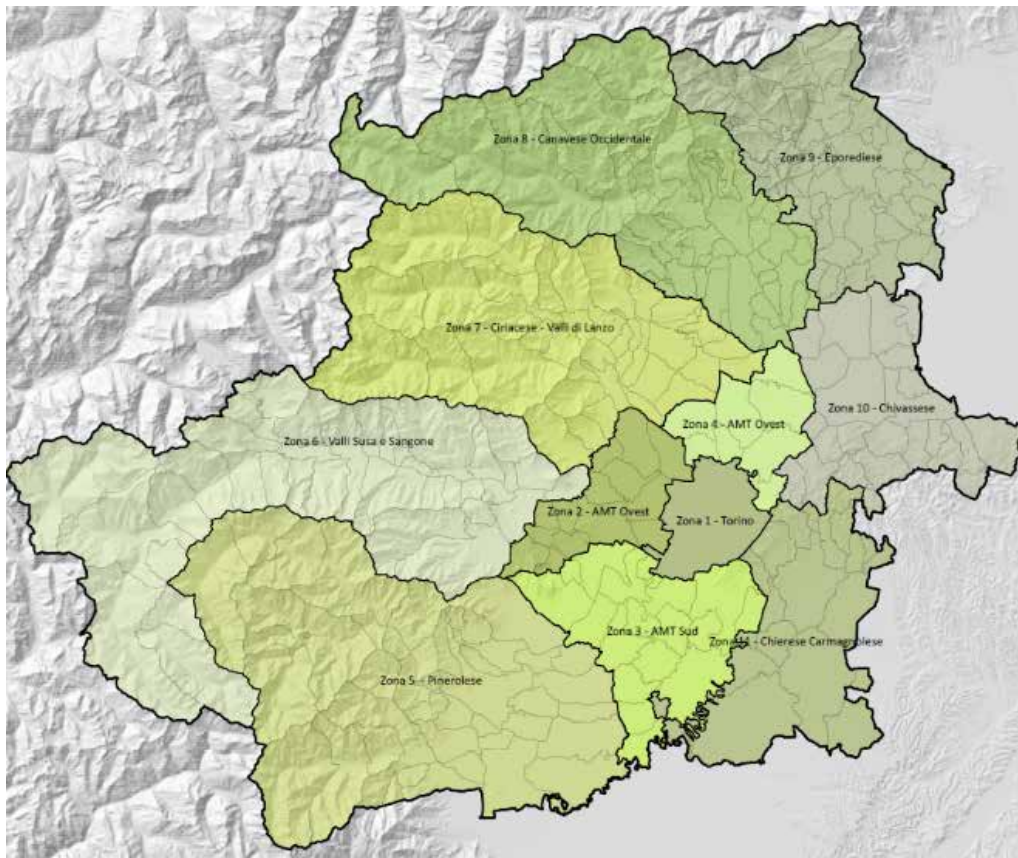 Zona 8 - Canavese Occidentale
Zona 9 - Eporediese
Zona 7 - Ciriacese - Valli di Lanzo
Zona 10 - Chivassese
Zona 4 - AMT Ovest
Zona 6 - Valli Susa e Sangone
Zona 2 - AMT Ovest
Zona 1 - Torino
Zona 3 - AMT Sud
Zona 11 - Chierese Carmagnolese
Zona 5 - Pinerolese